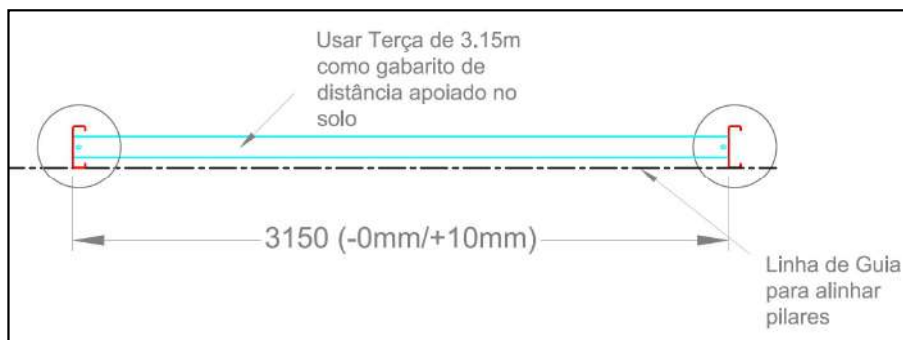 Usar Terça de 3.15m
como gabarito de
distância apoiado no
solo
3150 (-0mm/+10mm)
Linha de Guia
para alinhar
pilares